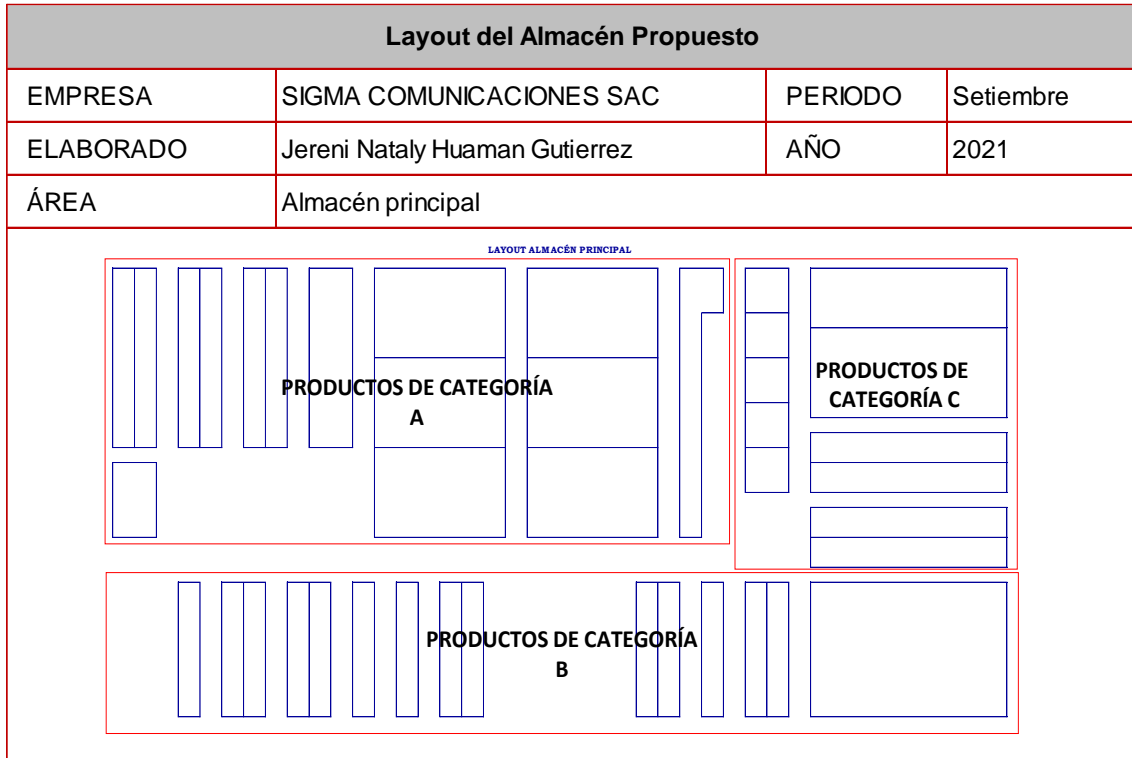 Layout del Almacén Propuesto
EMPRESA SIGMA COMUNICACIONES SAC PERIODO Setiembre
ELABORADO Jereni Nataly Huaman Gutierrez AÑO 2021
ÁREA Almacén principal
LAYOUT ALMACÉN PRINCIPAL
PRODUCTOS DE CATEGORÍA
A
PRODUCTOS DE
CATEGORÍA C
PRODUCTOS DE CATEGORÍA
B